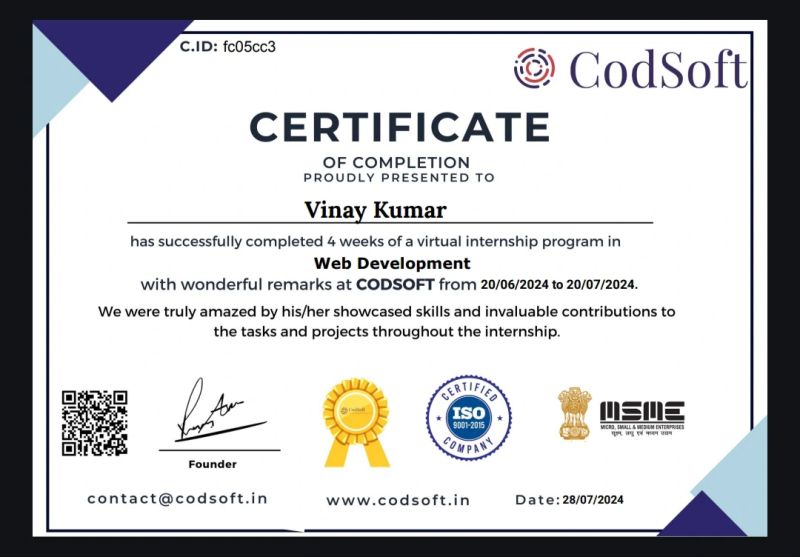 C.ID: fc05cc3
CodSoft
CERTIFICATE
OF COMPLETION
PROUDLY PRESENTED TO
Vinay Kumar
has successfully completed 4 weeks of a virtual internship program in
Web Development
with wonderful remarks at CODSOFT from 20/06/2024 to 20/07/2024.
We were truly amazed by his/her showcased skills and invaluable contributions to
the tasks and projects throughout the internship.
CodSoft
CERTIFIED
ISO
9001-2015
COMPANY
MSME
MICRO, SMALL & MEDIUM ENTERPRISES
सूक्ष्म, लघु एवं मध्यम उद्यम
Founder
contact@codsoft.in
www.codsoft.in
Date: 28/07/2024